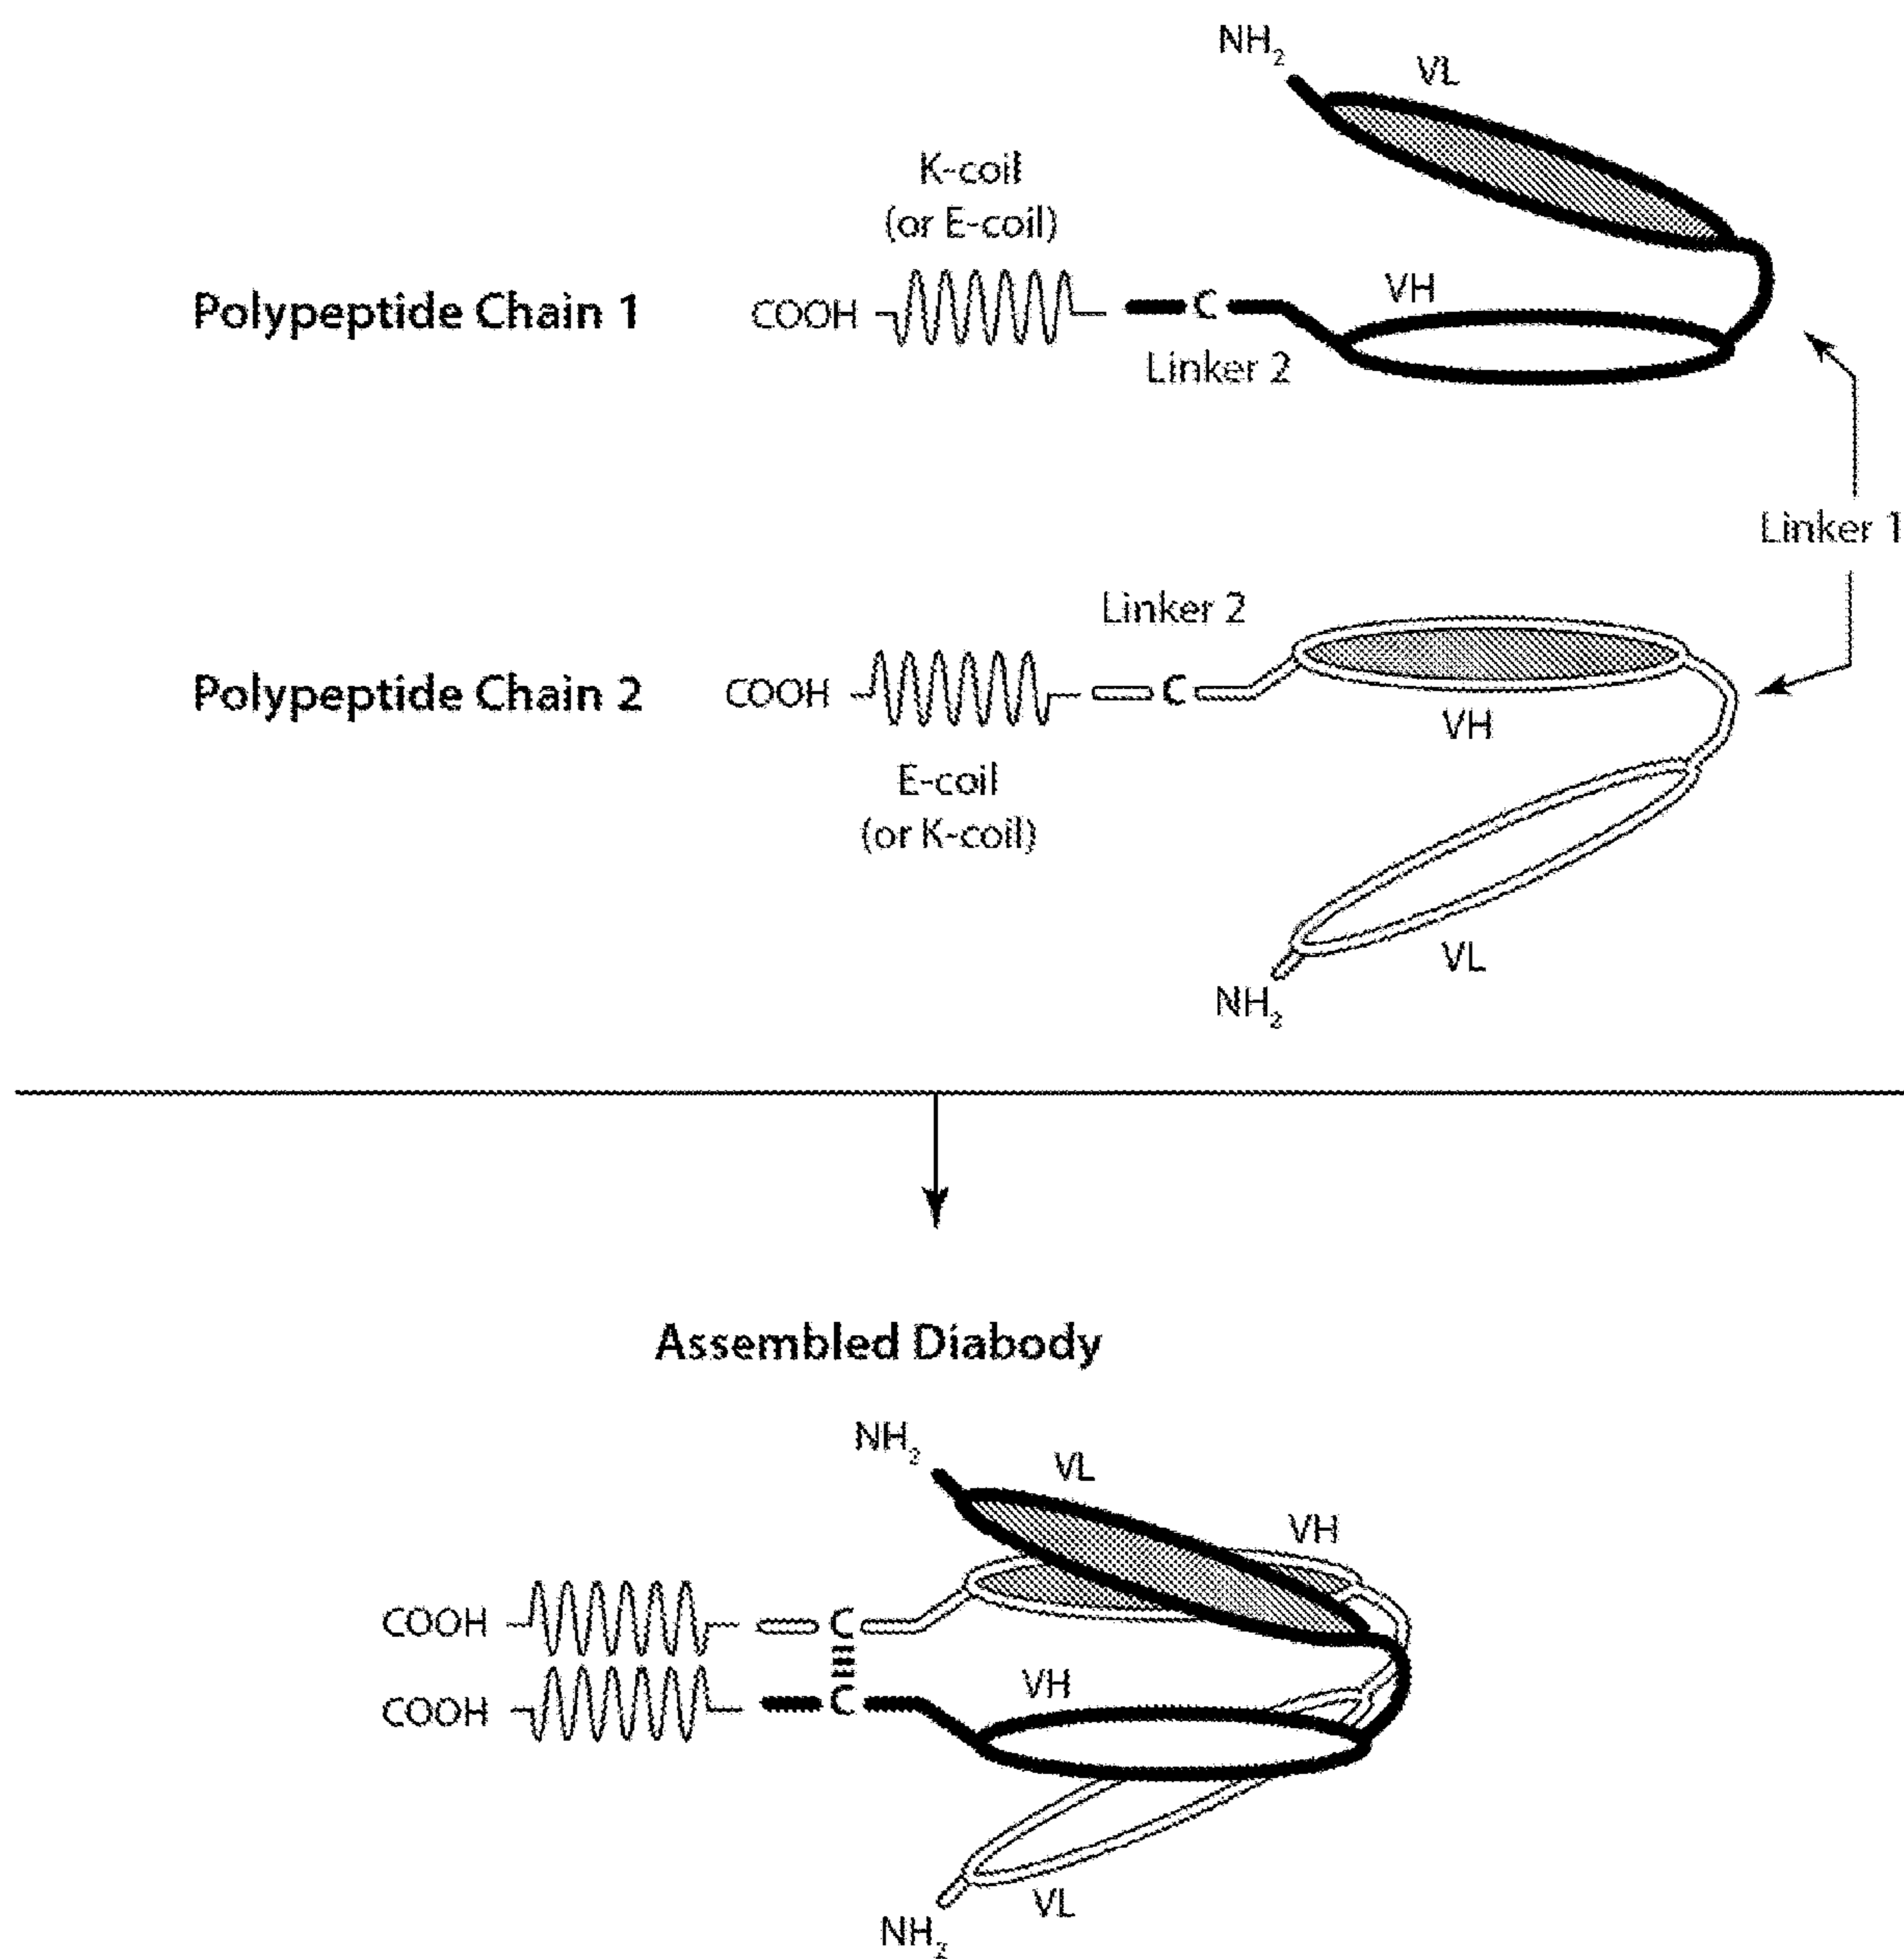 NH₂
VL
K-coil
(or E-coil)
Polypeptide Chain 1
COOH
C
VH
Linker 2
Linker 1
Linker 2
Polypeptide Chain 2
COOH
C
VH
E-coil
(or K-coil)
VL
NH₂
Assembled Diabody
NH₂
VL
VH
COOH
C
COOH
C
VH
VL
NH₂